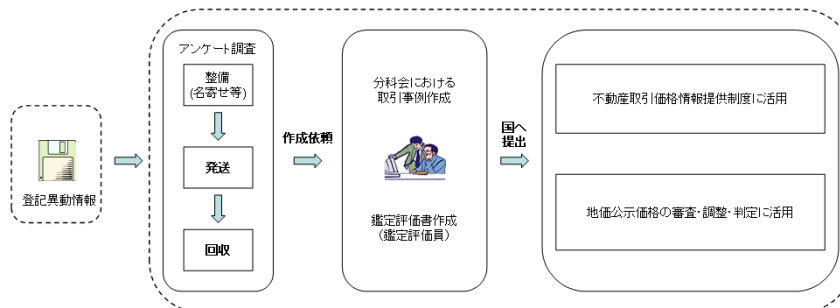 登記異動情報
アンケート調査
整備
(名寄せ等)
発送
回収
作成依頼
分科会における
取引事例作成
鑑定評価書作成
(鑑定評価員)
国へ
提出
不動産取引価格情報提供制度に活用
地価公示価格の審査・調整・判定に活用